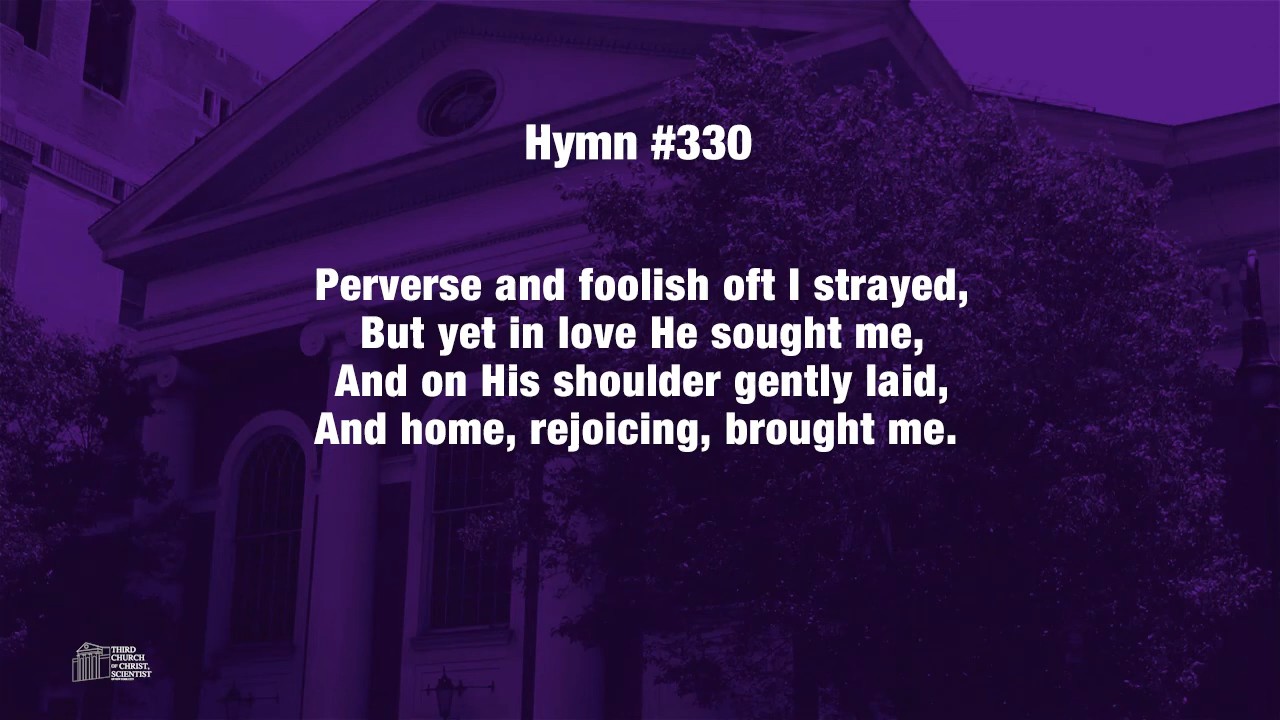 Hymn #330
Perverse and foolish oft I strayed,
But yet in love He sought me,
And on His shoulder gently laid,
And home, rejoicing, brought me.
THIRD
CHURCH
OF CHRIST,
SCIENTIST